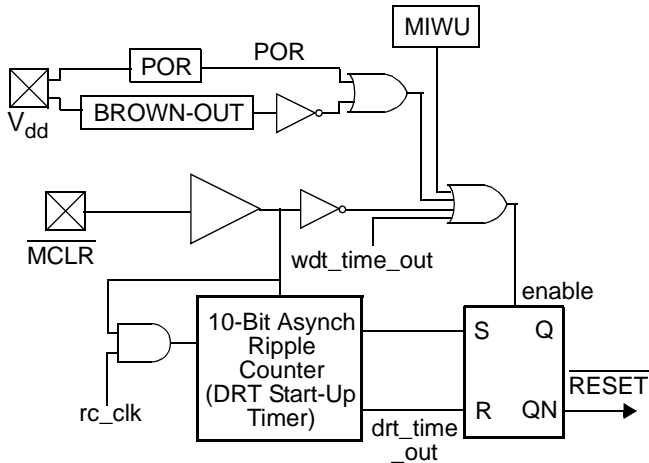 MIWU
POR
POR
BROWN-OUT
Vdd
MCLR
wdt_time_out
enable
10-Bit Asynch
Ripple
Counter
(DRT Start-Up
Timer)
S Q
R QN
RESET
rc_clk
drt_time
_out